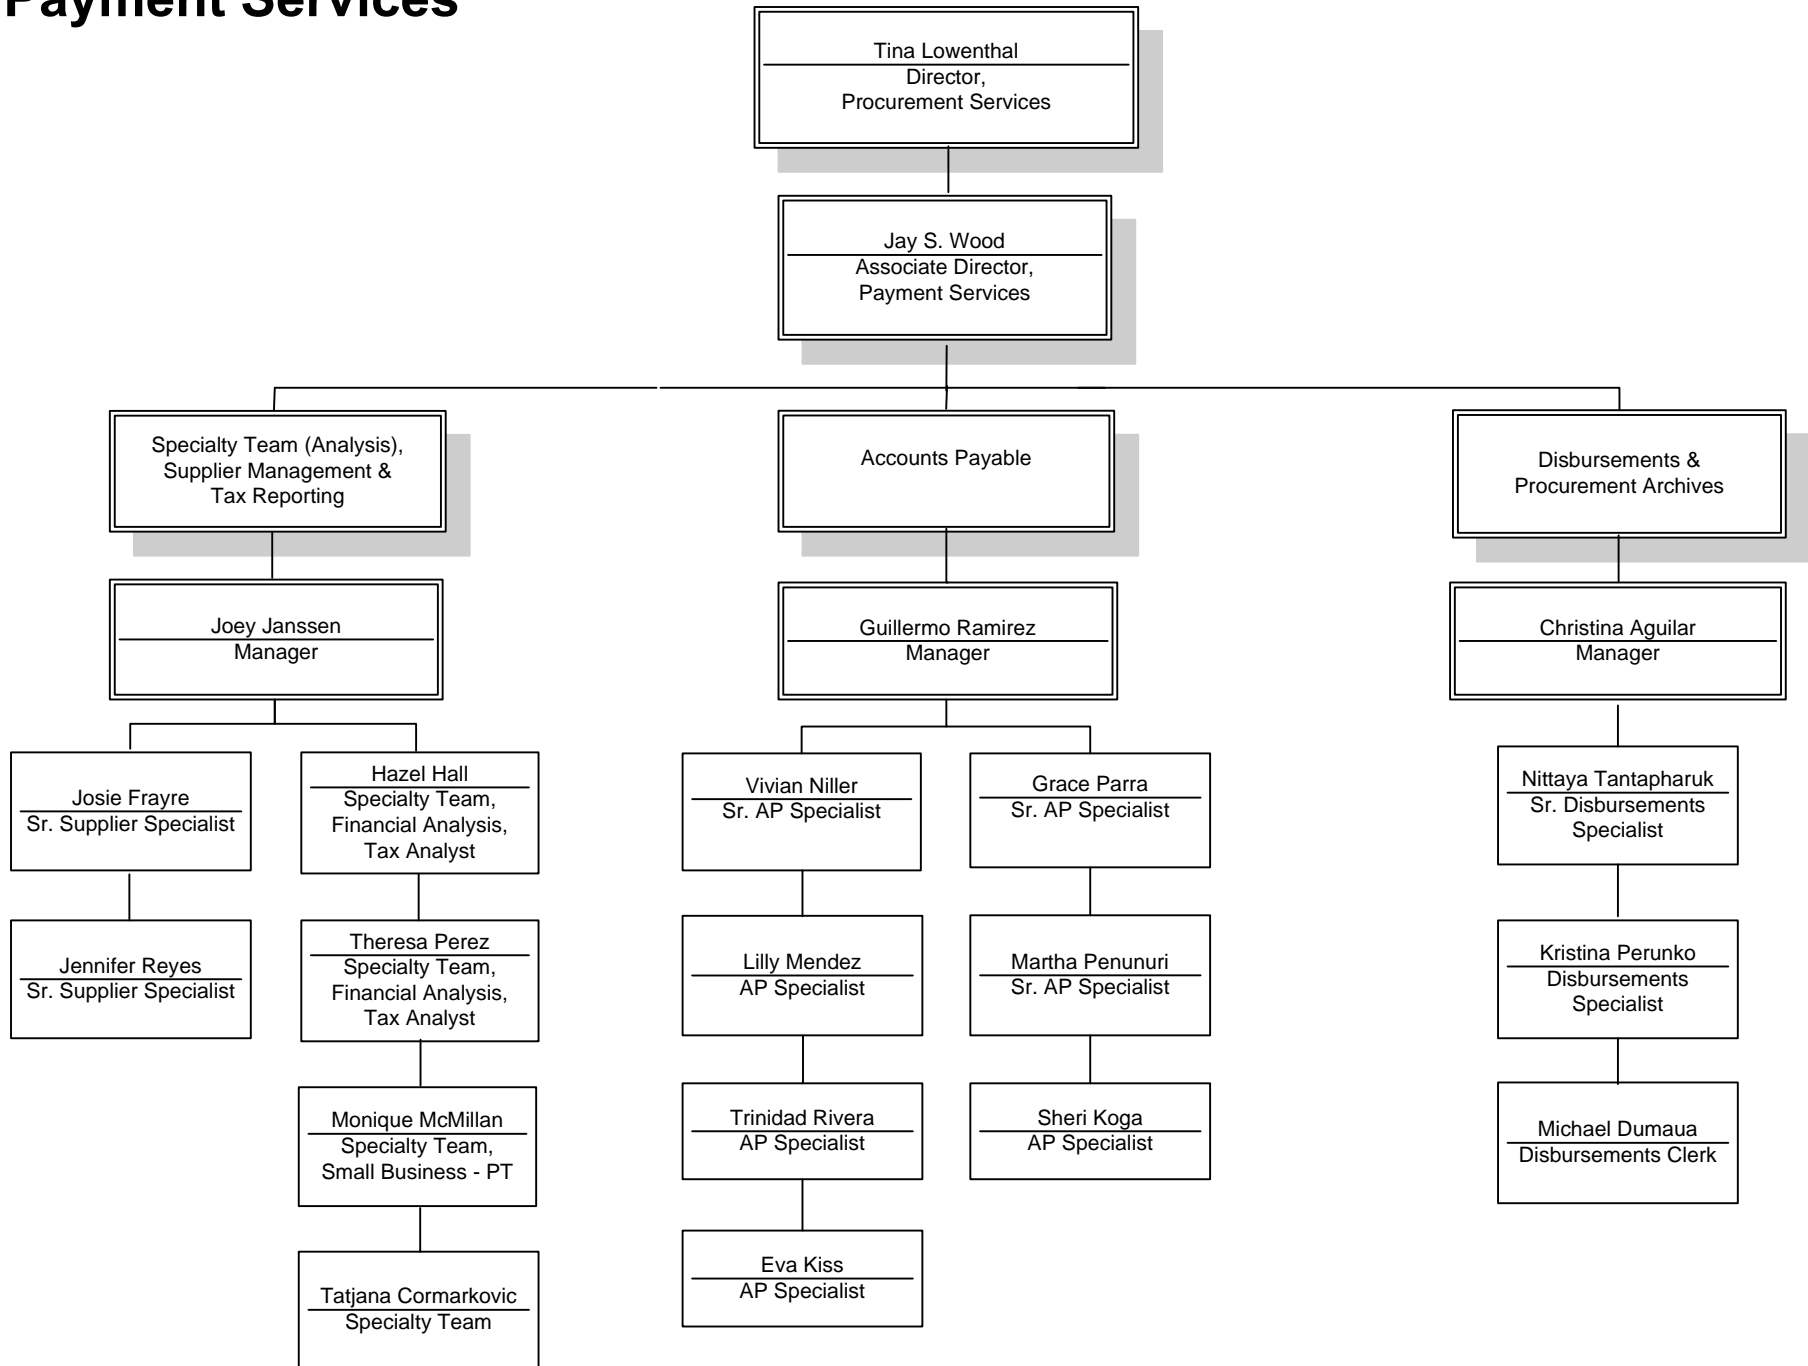 Payment Services
Tina Lowenthal
Director,
Procurement Services
Jay S. Wood
Associate Director,
Payment Services
Specialty Team (Analysis),
Supplier Management &
Tax Reporting
Accounts Payable
Disbursements &
Procurement Archives
Joey Janssen
Manager
Guillermo Ramirez
Manager
Christina Aguilar
Manager
Josie Frayre
Sr. Supplier Specialist
Jennifer Reyes
Sr. Supplier Specialist
Hazel Hall
Specialty Team,
Financial Analysis,
Tax Analyst
Theresa Perez
Specialty Team,
Financial Analysis,
Tax Analyst
Monique McMillan
Specialty Team,
Small Business - PT
Tatjana Cormarkovic
Specialty Team
Vivian Niller
Sr. AP Specialist
Lilly Mendez
AP Specialist
Trinidad Rivera
AP Specialist
Eva Kiss
AP Specialist
Grace Parra
Sr. AP Specialist
Martha Penunuri
Sr. AP Specialist
Sheri Koga
AP Specialist
Nittaya Tantapharuk
Sr. Disbursements
Specialist
Kristina Perunko
Disbursements
Specialist
Michael Dumaua
Disbursements Clerk